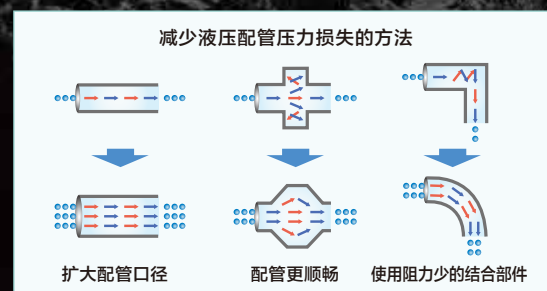 减少液压配管压力损失的方法
扩大配管口径
配管更顺畅
使用阻力少的结合部件